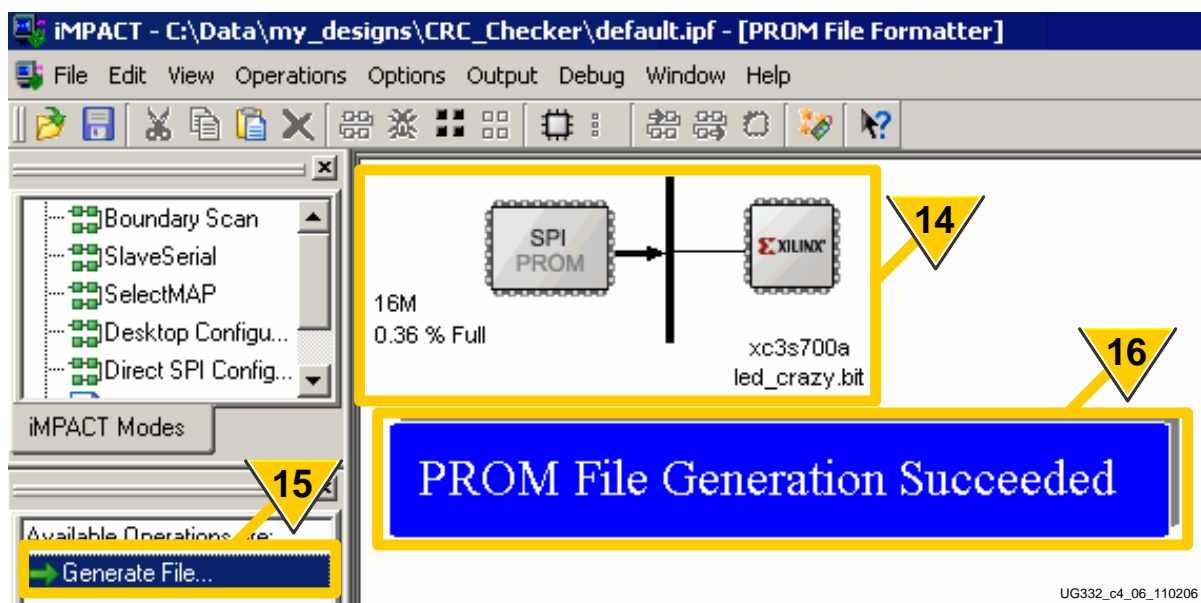 iMPACT - C:\Data\my_designs\CRC_Checker\default.ipf - [PROM File Formatter]
File Edit View Operations Options Output Debug Window Help
Boundary Scan
SlaveSerial
SelectMAP
Desktop Configu...
Direct SPI Config...
iMPACT Modes
SPI
PROM
XILINX
14
16M
0.36 % Full
xc3s700a
led_crazy.bit
16
PROM File Generation Succeeded
15
Available Operations are:
Generate File...
UG332_c4_06_110206